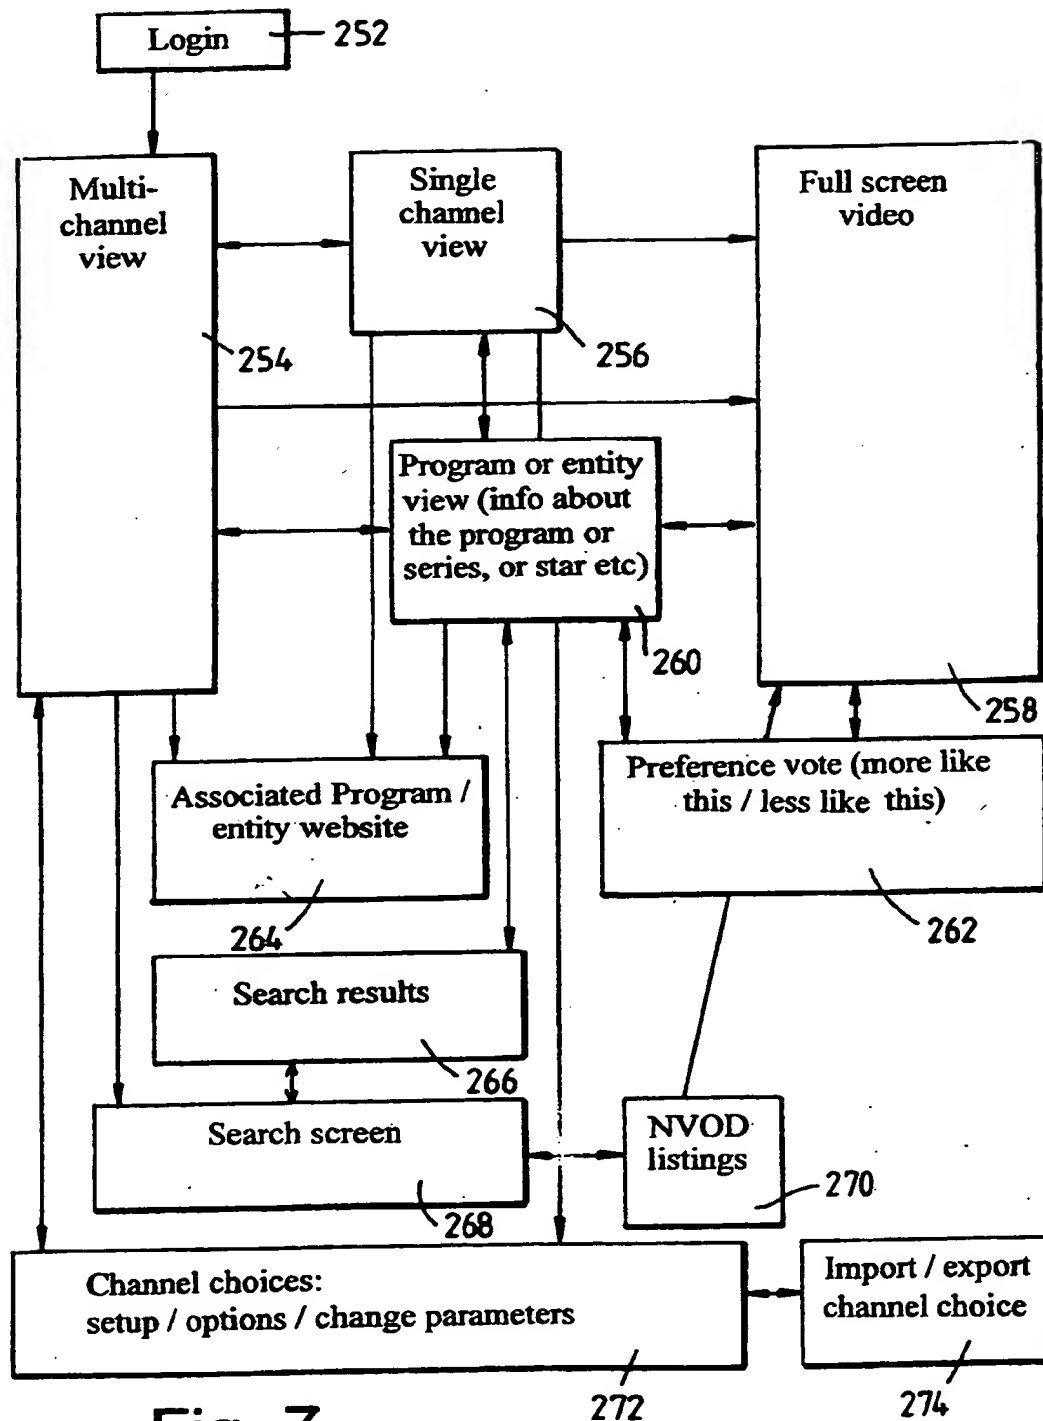 Login
252
Multi-
channel
view
254
Single
channel
view
256
Full screen
video
258
Program or entity
view (info about
the program or
series, or star etc)
260
Preference vote (more like
this / less like this)
262
Associated Program /
entity website
264
Search results
266
Search screen
268
NVOD
listings
270
Channel choices:
setup / options / change parameters
272
Import / export
channel choice
274